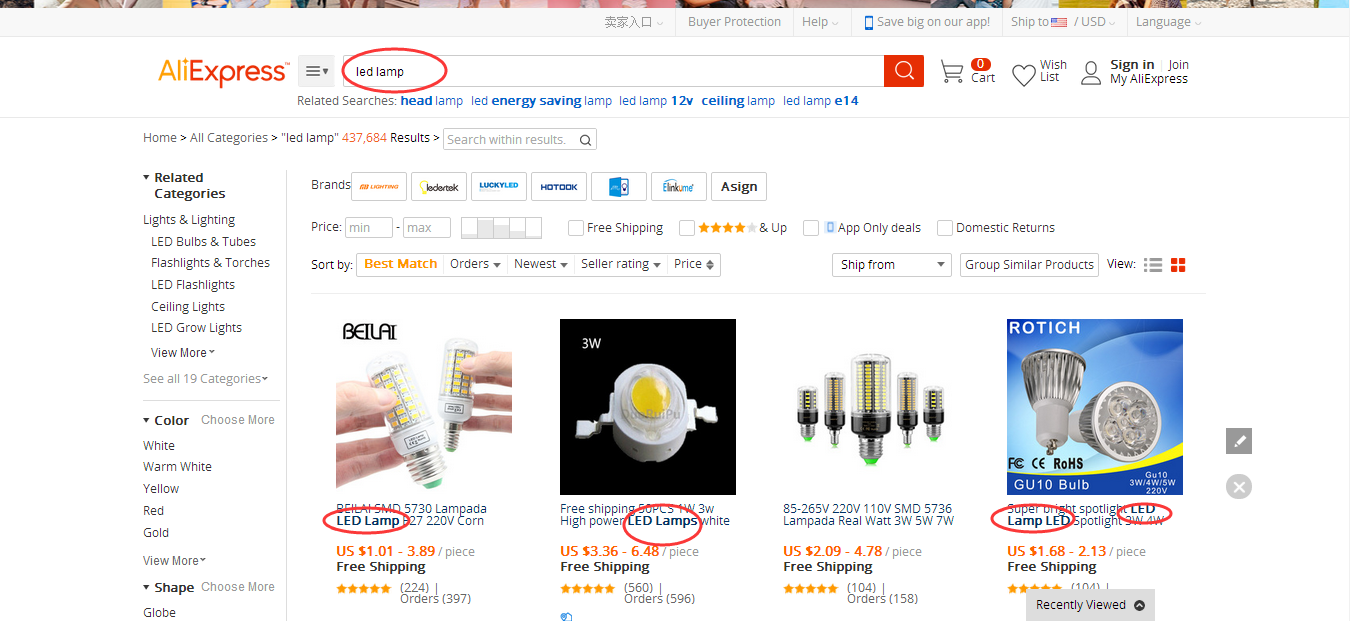 卖家入口
Buyer Protection
Help
Save big on our app!
Ship to / USD
Language
AliExpress™
led lamp
0
Cart
Wish
List
Sign in | Join
My AliExpress
Related Searches: head lamp led energy saving lamp led lamp 12v ceiling lamp led lamp e14
Home > All Categories > "led lamp" 437,684 Results >
Search within results.
Related
Categories
Lights & Lighting
LED Bulbs & Tubes
Flashlights & Torches
LED Flashlights
Ceiling Lights
LED Grow Lights
View More
See all 19 Categories
Color Choose More
White
Warm White
Yellow
Red
Gold
View More
Shape Choose More
Globe
Brands
LIGHTING
ledertek
LUCKYLED
HOTOOK
Elinkume
Asign
Price: min - max
Free Shipping
& Up
App Only deals
Domestic Returns
Sort by: Best Match Orders Newest Seller rating Price
Ship from
Group Similar Products
View:
BEILAI
BEILAI SMD 5730 Lampada
LED Lamp E27 220V Corn
US $1.01 - 3.89 / piece
Free Shipping
(224) |
Orders (397)
3W
Free shipping 50PCS 1W 3w
High power LED Lamps white
US $3.36 - 6.48 / piece
Free Shipping
(560) |
Orders (596)
85-265V 220V 110V SMD 5736
Lampada Real Watt 3W 5W 7W
US $2.09 - 4.78 / piece
Free Shipping
(104) |
Orders (158)
ROTICH
FC CE RoHS
GU10 Bulb
Gu10
3W/4W/5W
220V
Super bright spotlight LED
Lamp LED Spotlight 3W 4W
US $1.68 - 2.13 / piece
Free Shipping
(104) |
Recently Viewed